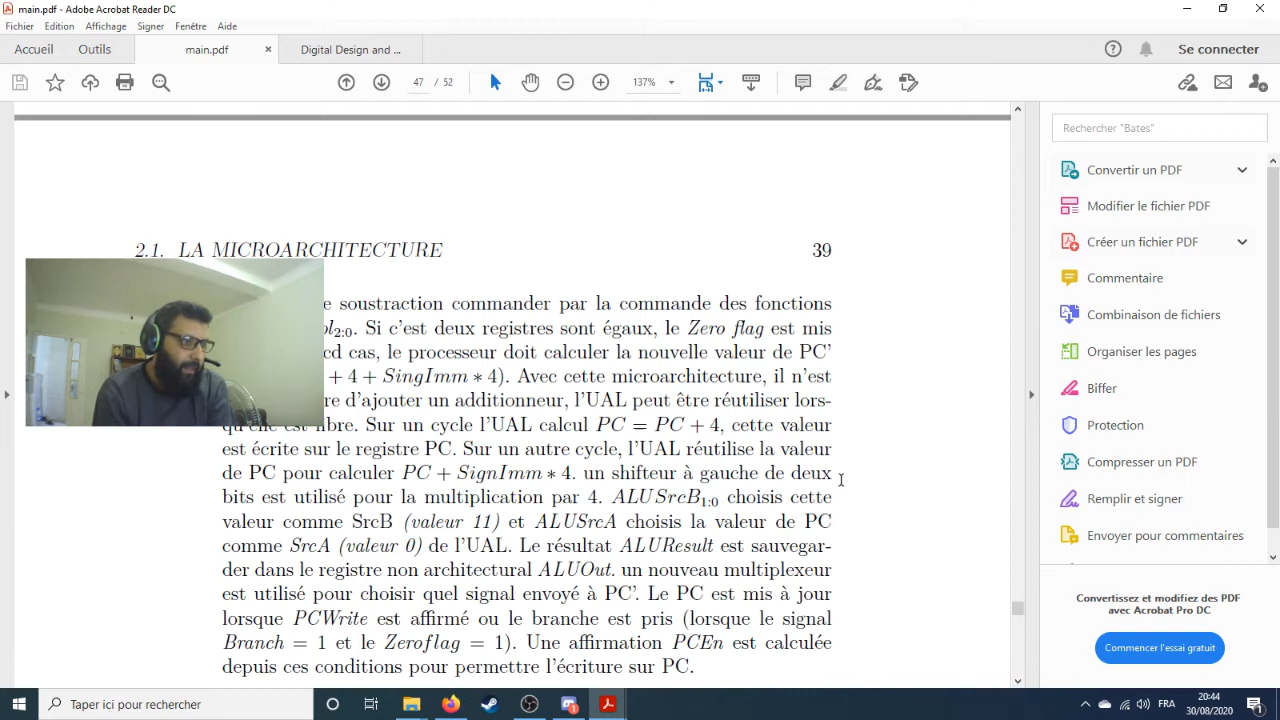 main.pdf - Adobe Acrobat Reader DC
Fichier Edition Affichage Signer Fenêtre Aide
Accueil Outils main.pdf × Digital Design and ... Se connecter
47 / 52 137%
Rechercher "Bates"
Convertir un PDF
Modifier le fichier PDF
Créer un fichier PDF
Commentaire
Combinaison de fichiers
Organiser les pages
Biffer
Protection
Compresser un PDF
Remplir et signer
Envoyer pour commentaires
Convertissez et modifiez des PDF
avec Acrobat Pro DC
Commencer l'essai gratuit
2.1. LA MICROARCHITECTURE 39
soustraction commander par la commande des fonctions
Si c'est deux registres sont égaux, le Zero flag est mis
cas, le processeur doit calculer la nouvelle valeur de PC'
+ 4 + SingImm * 4). Avec cette microarchitecture, il n'est
d'ajouter un additionneur, l'UAL peut être réutiliser lors-
qu'elle est libre. Sur un cycle l'UAL calcul PC = PC + 4, cette valeur
est écrite sur le registre PC. Sur un autre cycle, l'UAL réutilise la valeur
de PC pour calculer PC + SignImm * 4. un shifteur à gauche de deux
bits est utilisé pour la multiplication par 4. ALUSrcB1:0 choisis cette
valeur comme SrcB (valeur 11) et ALUSrcA choisis la valeur de PC
comme SrcA (valeur 0) de l'UAL. Le résultat ALUResult est sauvegar-
der dans le registre non architectural ALUOut. un nouveau multiplexeur
est utilisé pour choisir quel signal envoyé à PC'. Le PC est mis à jour
lorsque PCWrite est affirmé ou le branche est pris (lorsque le signal
Branch = 1 et le Zeroflag = 1). Une affirmation PCEn est calculée
depuis ces conditions pour permettre l'écriture sur PC.
Taper ici pour rechercher
FRA
20:44
30/08/2020